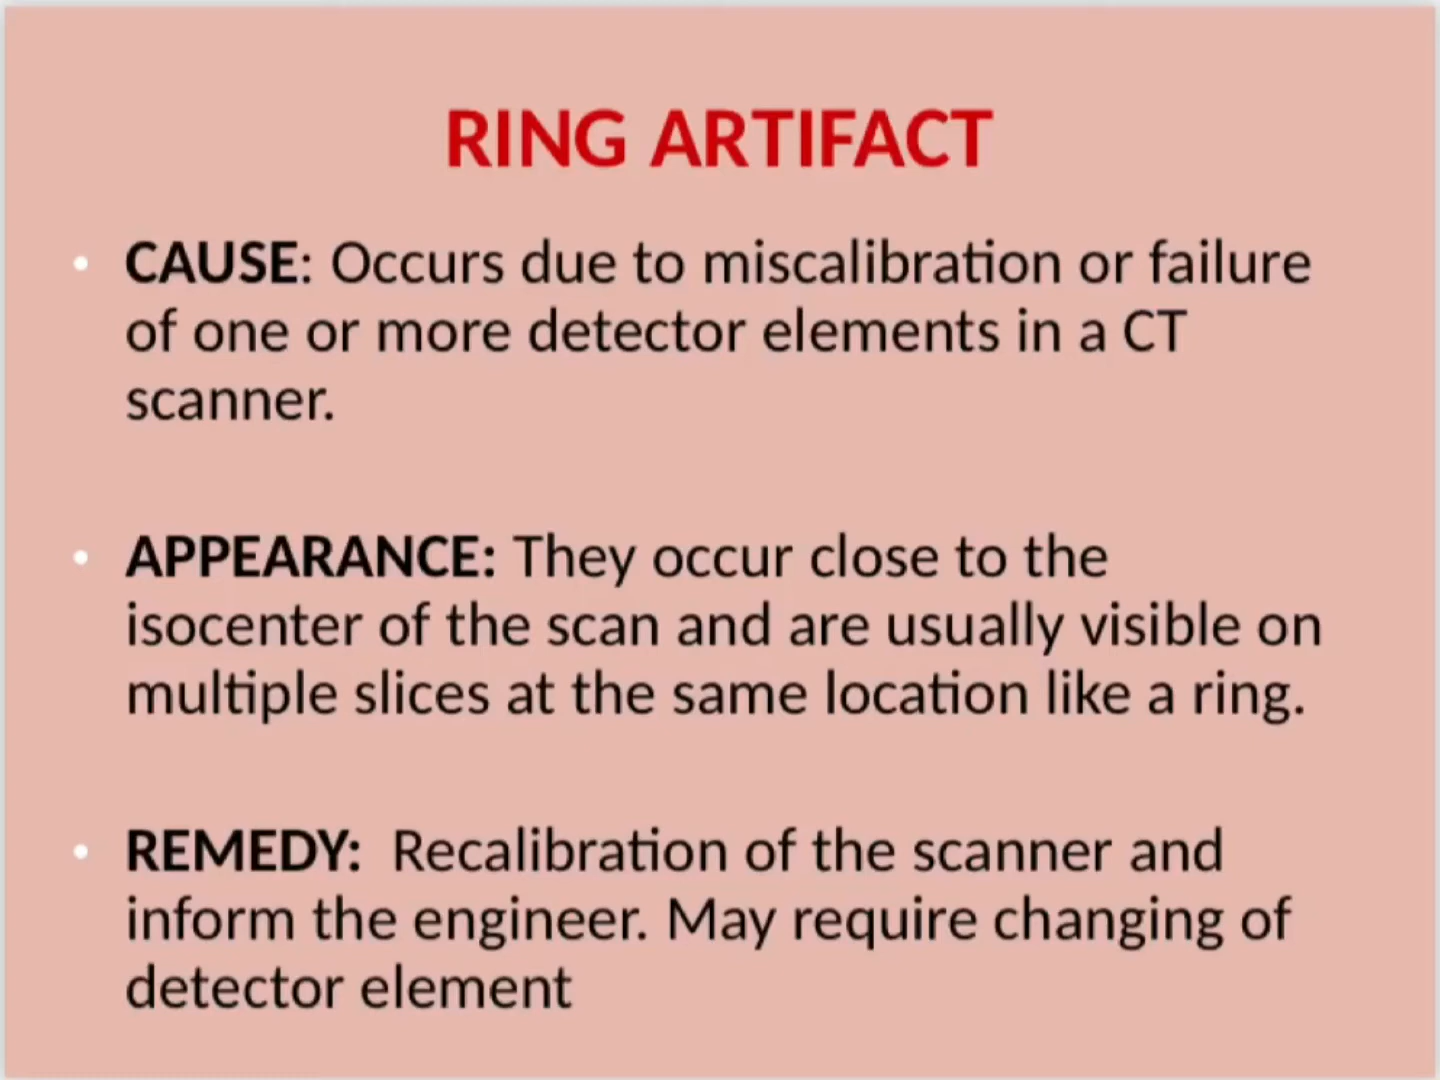 RING ARTIFACT
• CAUSE: Occurs due to miscalibration or failure
of one or more detector elements in a CT
scanner.
• APPEARANCE: They occur close to the
isocenter of the scan and are usually visible on
multiple slices at the same location like a ring.
• REMEDY: Recalibration of the scanner and
inform the engineer. May require changing of
detector element